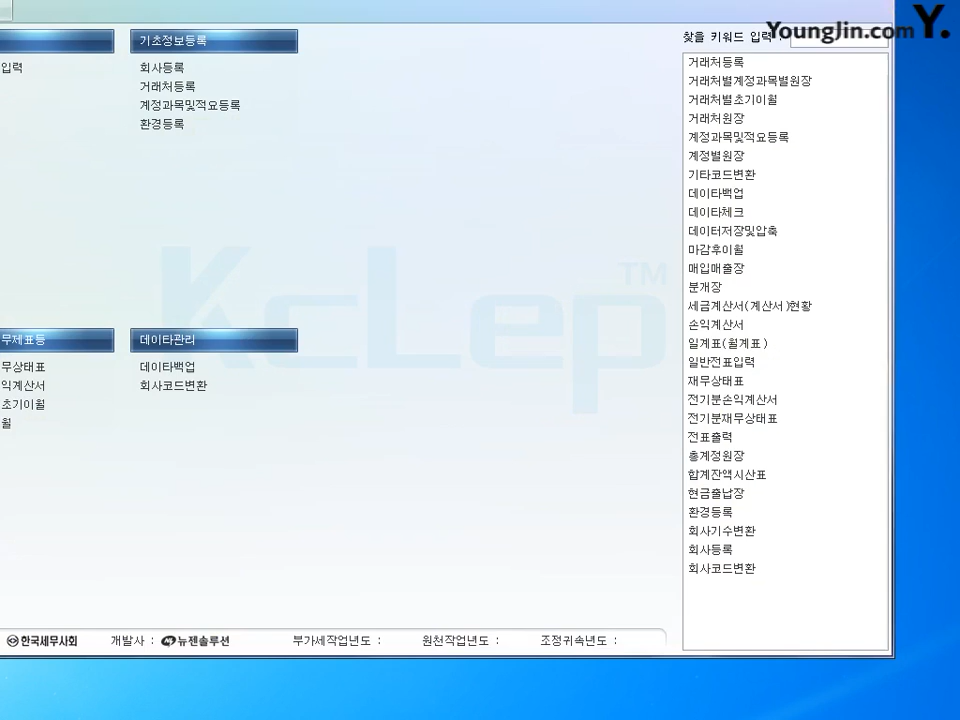 YoungJin.com Y.
찾을 키워드 입력 :
기초정보등록
입력
회사등록
거래처등록
계정과목및적요등록
환경등록
KcLep TM
무제표등
데이타관리
무상태표
데이타백업
익계산서
회사코드변환
초기이월
월
거래처등록
거래처별계정과목별원장
거래처별초기이월
거래처원장
계정과목및적요등록
계정별원장
기타코드변환
데이타백업
데이타체크
데이터저장및압축
마감후이월
매입매출장
분개장
세금계산서(계산서)현황
손익계산서
일계표(월계표)
일반전표입력
재무상태표
전기분손익계산서
전기분재무상태표
전표출력
총계정원장
합계잔액시산표
현금출납장
환경등록
회사기수변환
회사등록
회사코드변환
한국세무사회 개발사 : 뉴젠솔루션 부가세작업년도 : 원천작업년도 : 조정귀속년도 :